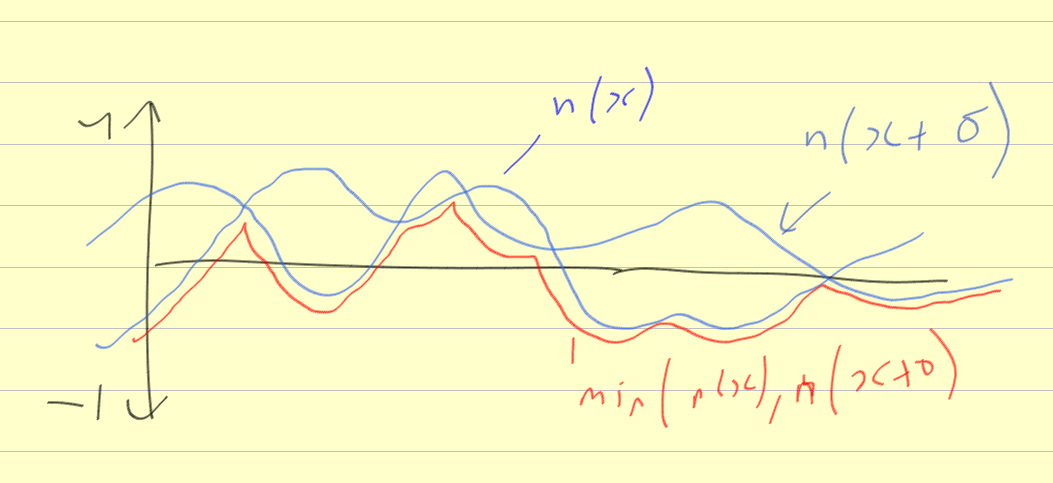 n(x)
1
n(x+σ)
-1
min(n(x), n(x+σ)